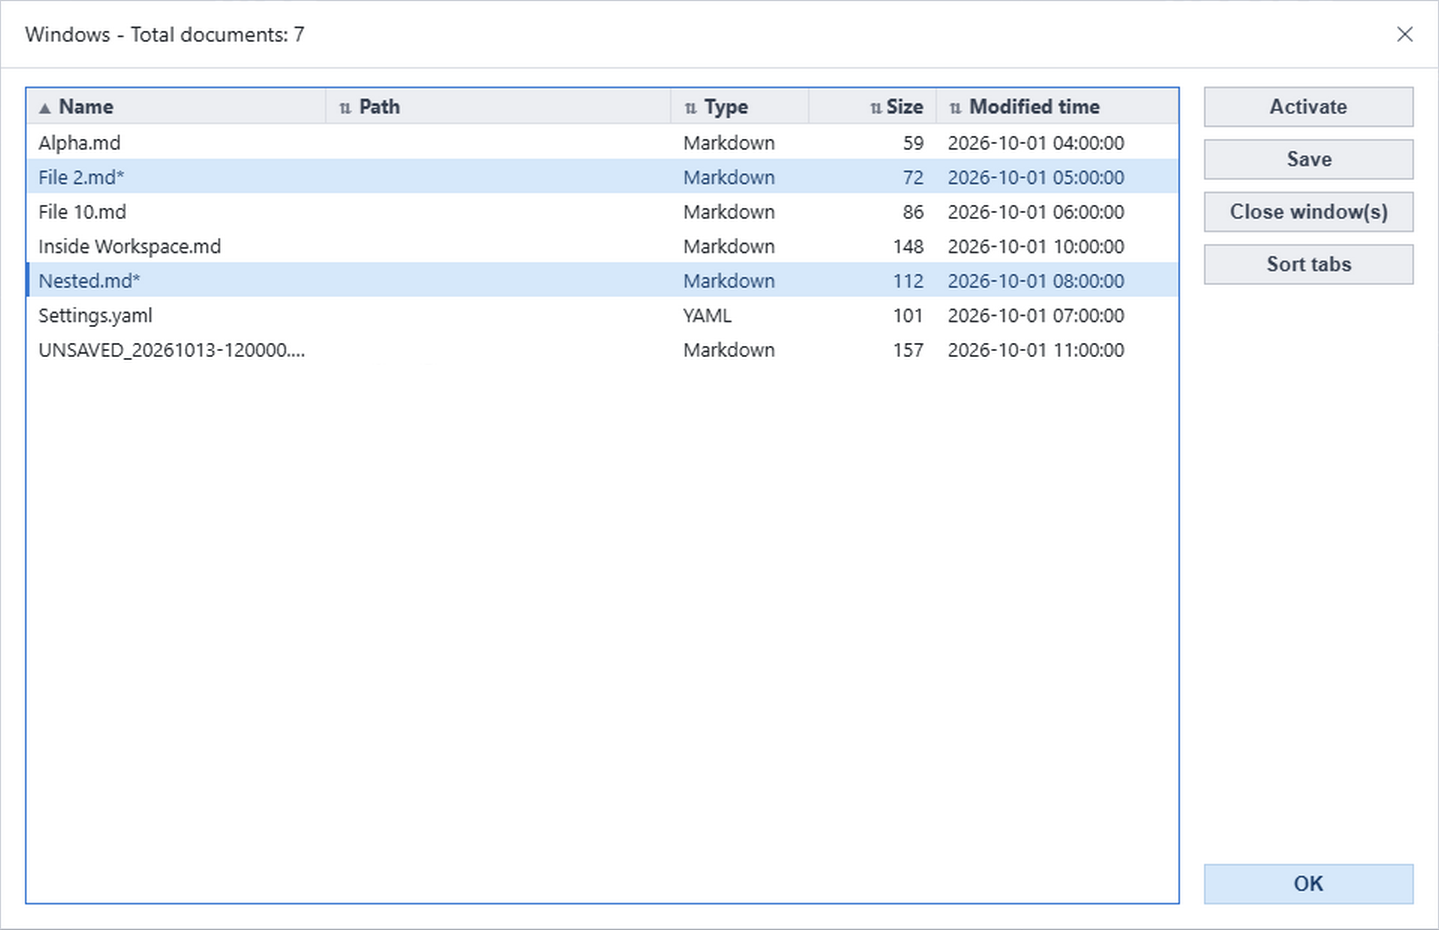 Windows - Total documents: 7
Name Path Type Size Modified time
Alpha.md Markdown 59 2026-10-01 04:00:00
File 2.md* Markdown 72 2026-10-01 05:00:00
File 10.md Markdown 86 2026-10-01 06:00:00
Inside Workspace.md Markdown 148 2026-10-01 10:00:00
Nested.md* Markdown 112 2026-10-01 08:00:00
Settings.yaml YAML 101 2026-10-01 07:00:00
UNSAVED_20261013-120000.... Markdown 157 2026-10-01 11:00:00
Activate
Save
Close window(s)
Sort tabs
OK